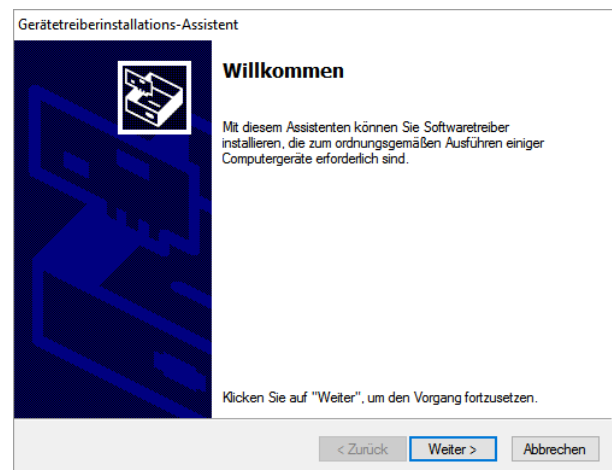 Gerätetreiberinstallations-Assistent
Willkommen
Mit diesem Assistenten können Sie Softwaretreiber
installieren, die zum ordnungsgemäßen Ausführen einiger
Computergeräte erforderlich sind.
Klicken Sie auf "Weiter", um den Vorgang fortzusetzen.
< Zurück Weiter > Abbrechen